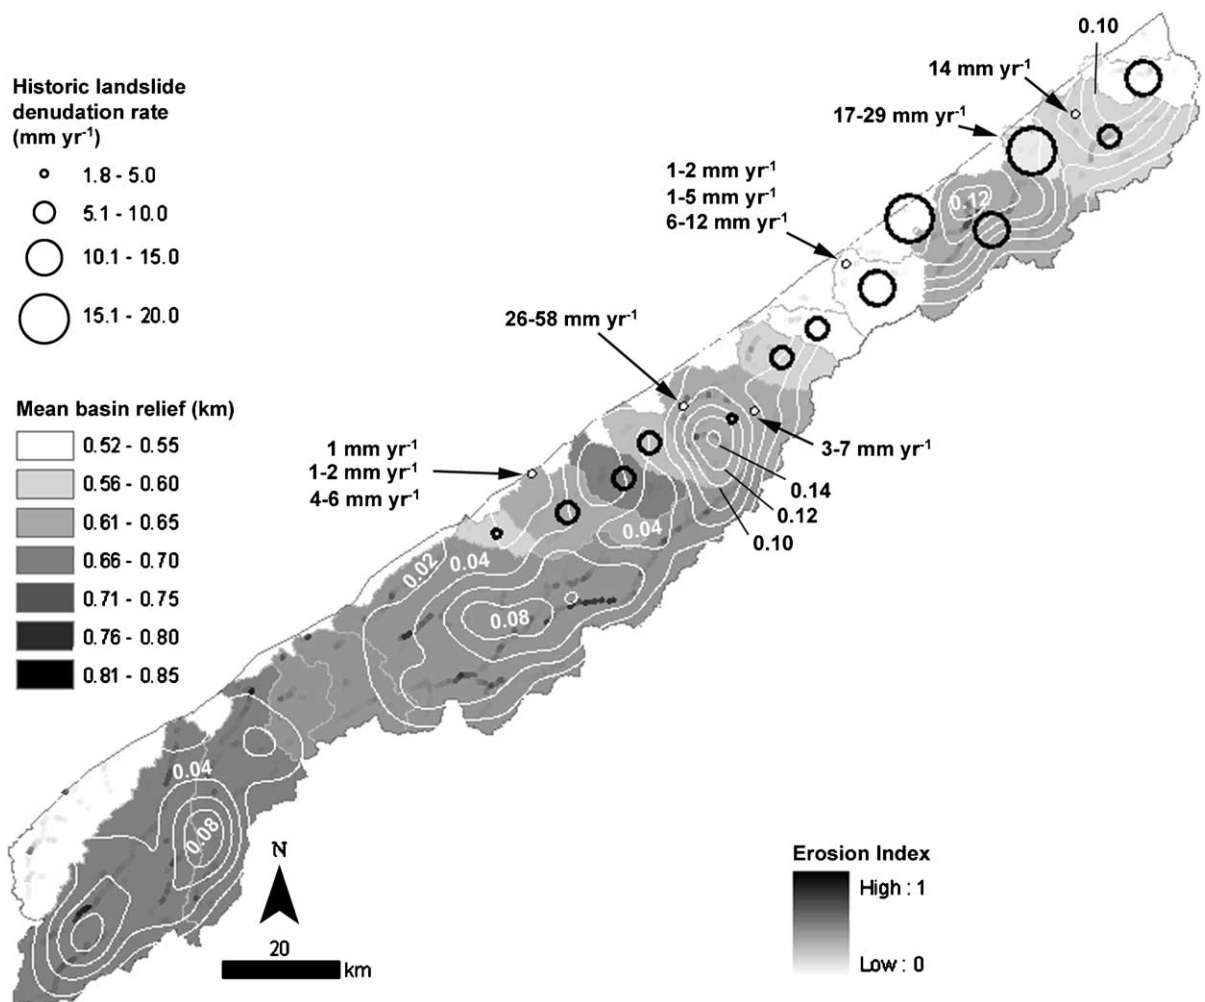 Historic landslide
denudation rate
(mm yr-1)
1.8 - 5.0
5.1 - 10.0
10.1 - 15.0
15.1 - 20.0
Mean basin relief (km)
0.52 - 0.55
0.56 - 0.60
0.61 - 0.65
0.66 - 0.70
0.71 - 0.75
0.76 - 0.80
0.81 - 0.85
0.10
14 mm yr-1
17-29 mm yr-1
1-2 mm yr-1
1-5 mm yr-1
6-12 mm yr-1
0.12
26-58 mm yr-1
3-7 mm yr-1
1 mm yr-1
1-2 mm yr-1
4-6 mm yr-1
0.14
0.12
0.10
0.04
0.02
0.04
0.08
0.04
0.08
N
20
km
Erosion Index
High : 1
Low : 0